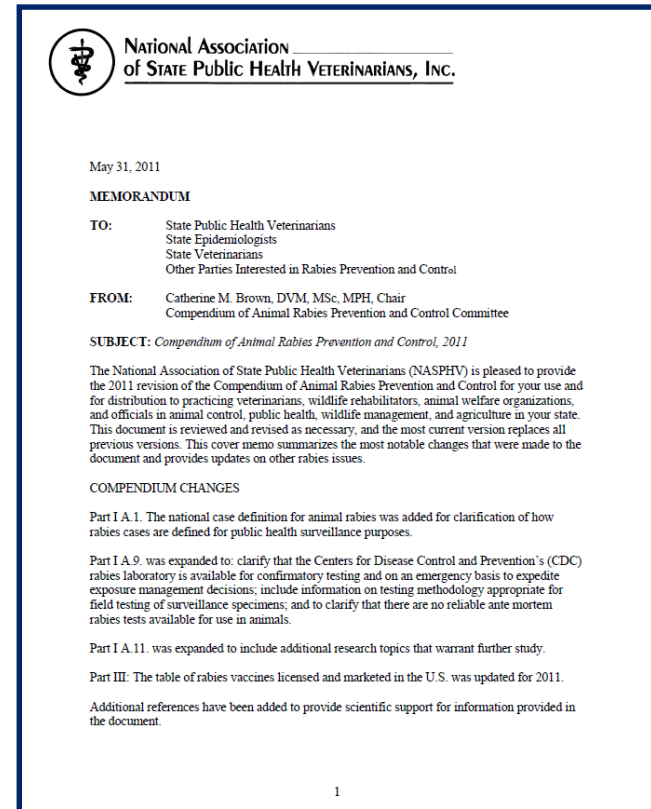 National Association
of State Public Health Veterinarians, Inc.
May 31, 2011
MEMORANDUM
TO: State Public Health Veterinarians
State Epidemiologists
State Veterinarians
Other Parties Interested in Rabies Prevention and Control
FROM: Catherine M. Brown, DVM, MSc, MPH, Chair
Compendium of Animal Rabies Prevention and Control Committee
SUBJECT: Compendium of Animal Rabies Prevention and Control, 2011
The National Association of State Public Health Veterinarians (NASPHV) is pleased to provide
the 2011 revision of the Compendium of Animal Rabies Prevention and Control for your use and
for distribution to practicing veterinarians, wildlife rehabilitators, animal welfare organizations,
and officials in animal control, public health, wildlife management, and agriculture in your state.
This document is reviewed and revised as necessary, and the most current version replaces all
previous versions. This cover memo summarizes the most notable changes that were made to the
document and provides updates on other rabies issues.
COMPENDIUM CHANGES
Part I A.1. The national case definition for animal rabies was added for clarification of how
rabies cases are defined for public health surveillance purposes.
Part I A.9. was expanded to: clarify that the Centers for Disease Control and Prevention's (CDC)
rabies laboratory is available for confirmatory testing and on an emergency basis to expedite
exposure management decisions; include information on testing methodology appropriate for
field testing of surveillance specimens; and to clarify that there are no reliable ante mortem
rabies tests available for use in animals.
Part I A.11. was expanded to include additional research topics that warrant further study.
Part III: The table of rabies vaccines licensed and marketed in the U.S. was updated for 2011.
Additional references have been added to provide scientific support for information provided in
the document.
1